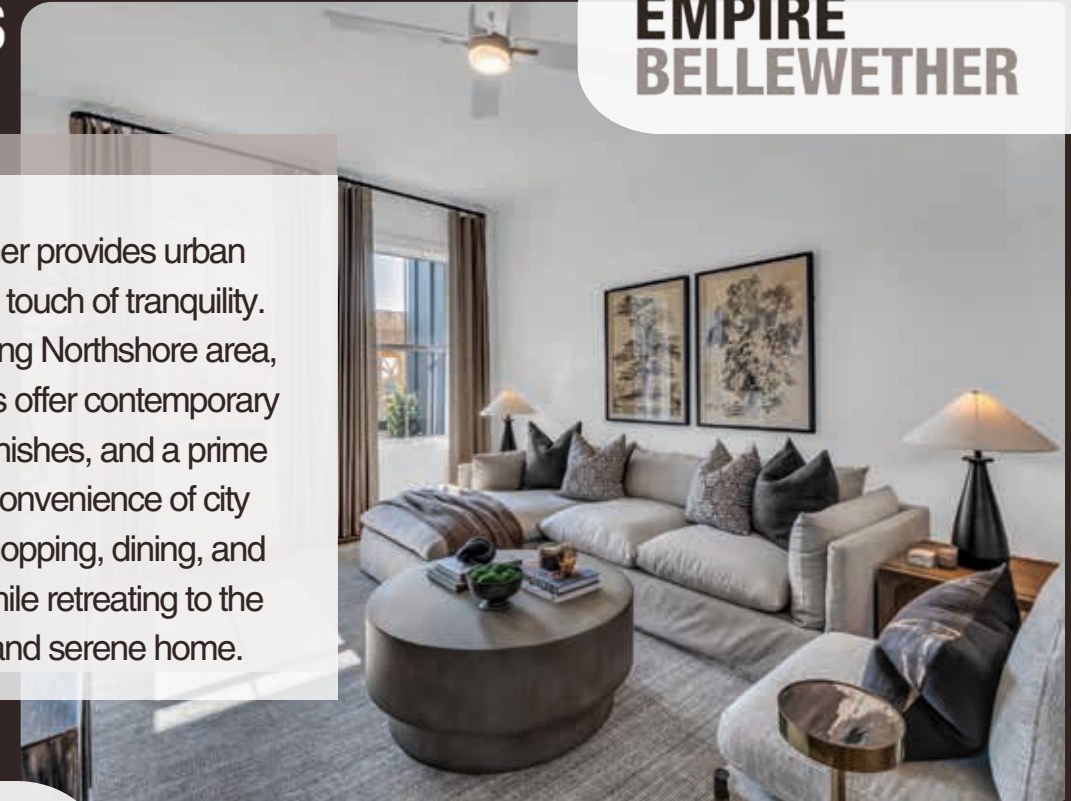 S
EMPIRE
BELLEWETHER
er provides urban
touch of tranquility.
ng Northshore area,
s offer contemporary
nishes, and a prime
onvenience of city
opping, dining, and
ile retreating to the
and serene home.